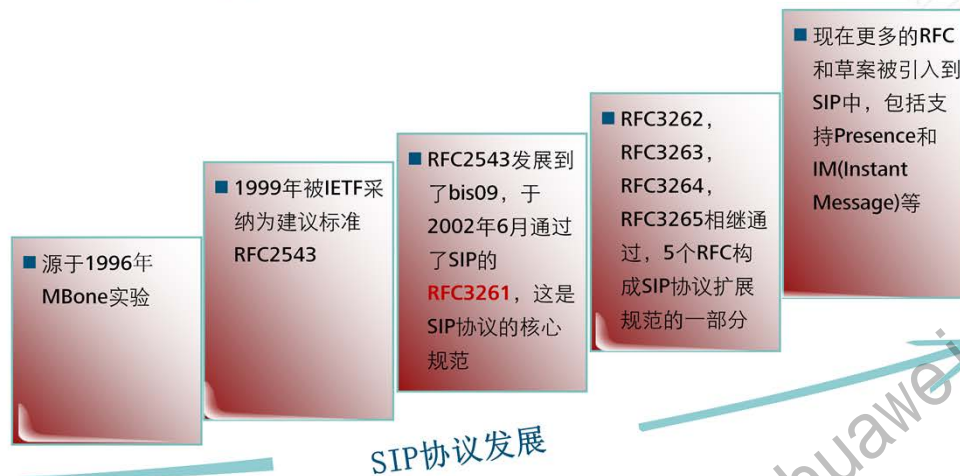 源于1996年
MBone实验
1999年被IETF采
纳为建议标准
RFC2543
RFC2543发展到
了bis09，于
2002年6月通过
了SIP的
RFC3261，这是
SIP协议的核心
规范
RFC3262，
RFC3263，
RFC3264，
RFC3265相继通
过，5个RFC构
成SIP协议扩展
规范的一部分
现在更多的RFC
和草案被引入到
SIP中，包括支
持Presence和
IM(Instant
Message)等
SIP协议发展